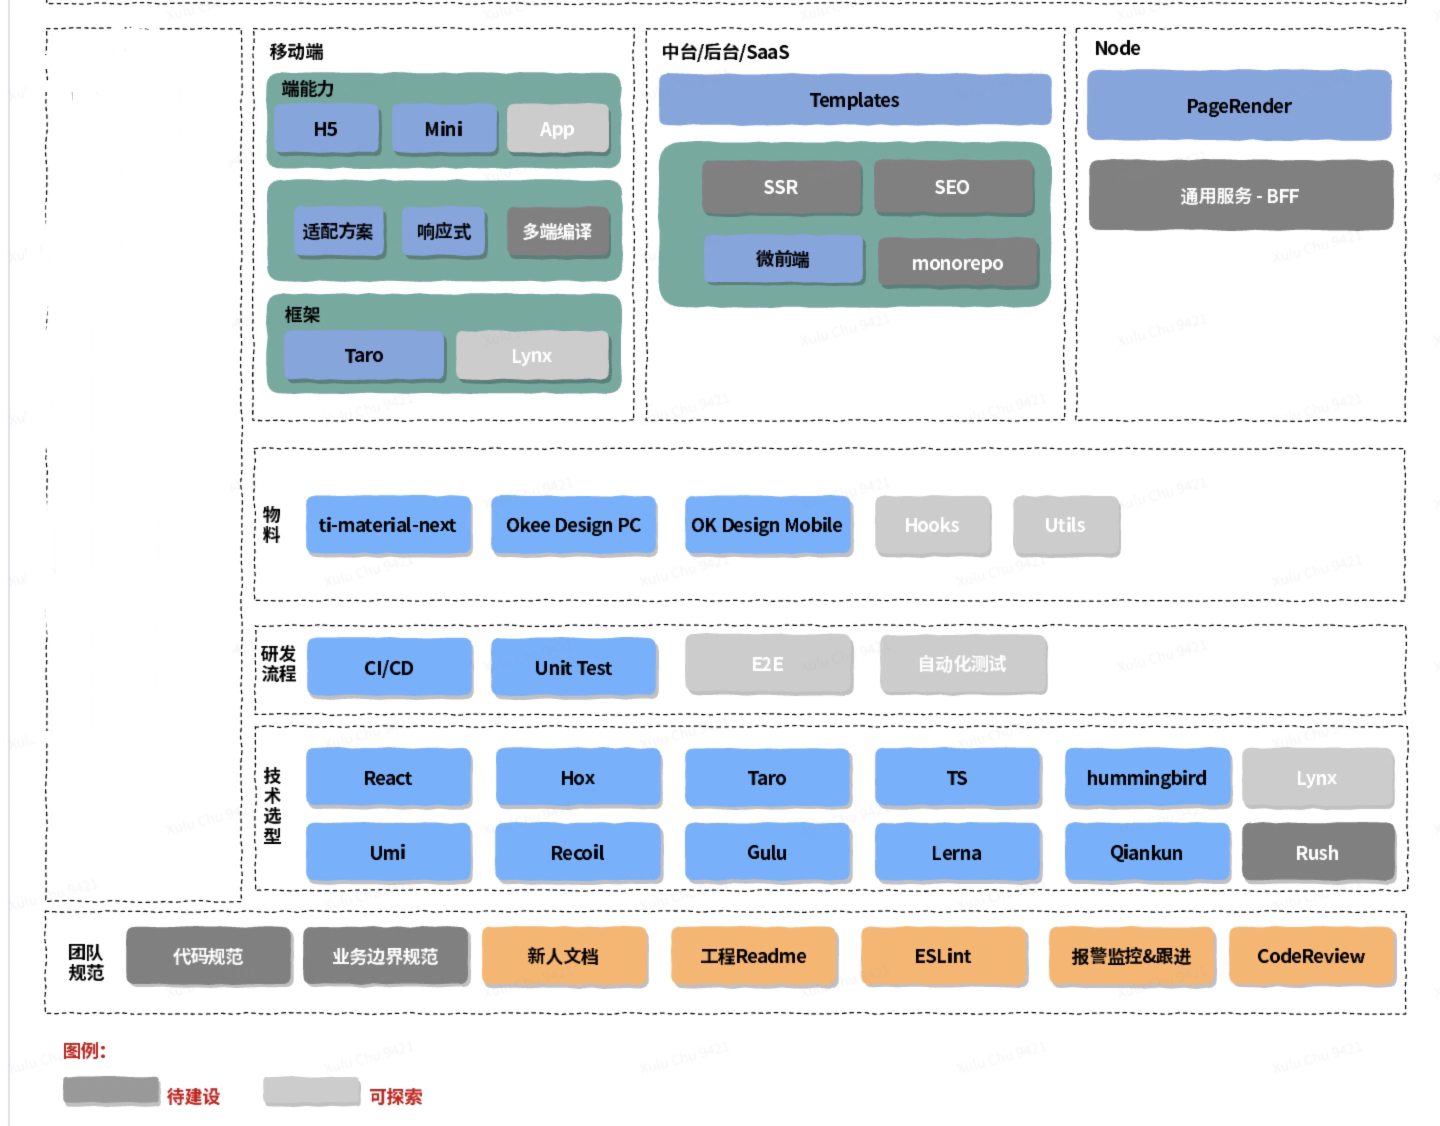 移动端
端能力
H5
Mini
App
适配方案
响应式
多端编译
框架
Taro
Lynx
中台/后台/SaaS
Templates
SSR
SEO
微前端
monorepo
Node
PageRender
通用服务 - BFF
物
料
ti-material-next
Okee Design PC
OK Design Mobile
Hooks
Utils
研发
流程
CI/CD
Unit Test
E2E
自动化测试
技
术
选
型
React
Hox
Taro
TS
hummingbird
Lynx
Umi
Recoil
Gulu
Lerna
Qiankun
Rush
团队
规范
代码规范
业务边界规范
新人文档
工程Readme
ESLint
报警监控&跟进
CodeReview
图例：
待建设
可探索
Xulu Chu 9421